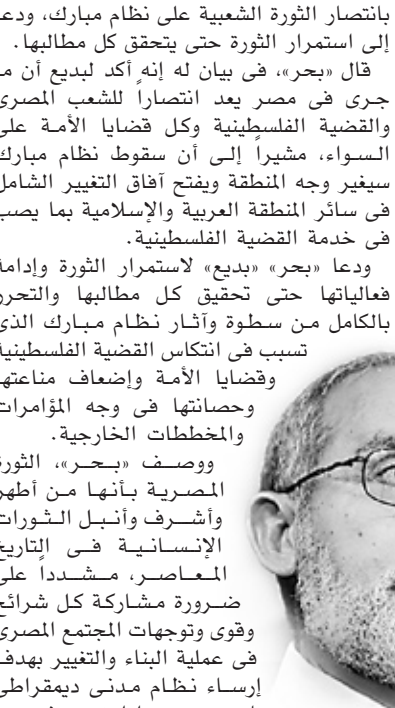 بانتصار الثورة الشعبية على نظام مبارك، ودعا
إلى استمرار الثورة حتى يتحقق كل مطالبها.
قال «بحر»، فى بيان له إنه أكد لبديع أن ما
جرى فى مصر يعد انتصاراً للشعب المصرى
والقضية الفلسطينية وكل قضايا الأمة على
السواء، مشيراً إلى أن سقوط نظام مبارك
سيغير وجه المنطقة ويفتح آفاق التغيير الشامل
فى سائر المنطقة العربية والإسلامية بما يصب
فى خدمة القضية الفلسطينية.
ودعا «بحر» «بديع» لاستمرار الثورة وإدامة
فعالياتها حتى تحقيق كل مطالبها والتحرر
بالكامل من سطوة وآثار نظام مبارك الذى
تسبب فى انتكاس القضية الفلسطينية
وقضايا الأمة وإضعاف مناعتها
وحصانتها فى وجه المؤامرات
والمخططات الخارجية.
ووصف «بحر»، الثورة
المصرية بأنها من أطهر
وأشرف وأنبل الثورات
الإنسانية فى التاريخ
المعاصر، مشدداً على
ضرورة مشاركة كل شرائح
وقوى وتوجهات المجتمع المصرى
فى عملية البناء والتغيير بهدف
إرساء نظام مدنى ديمقراطى